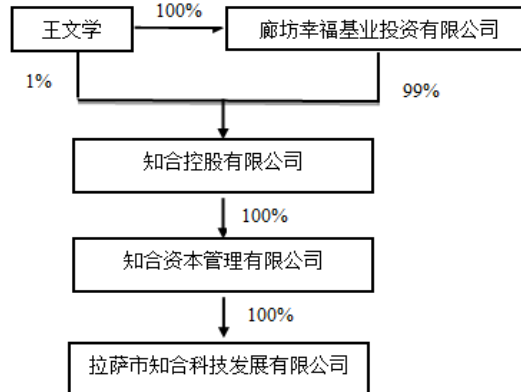 100%
王文学
廊坊幸福基业投资有限公司
1%
99%
知合控股有限公司
100%
知合资本管理有限公司
100%
拉萨市知合科技发展有限公司